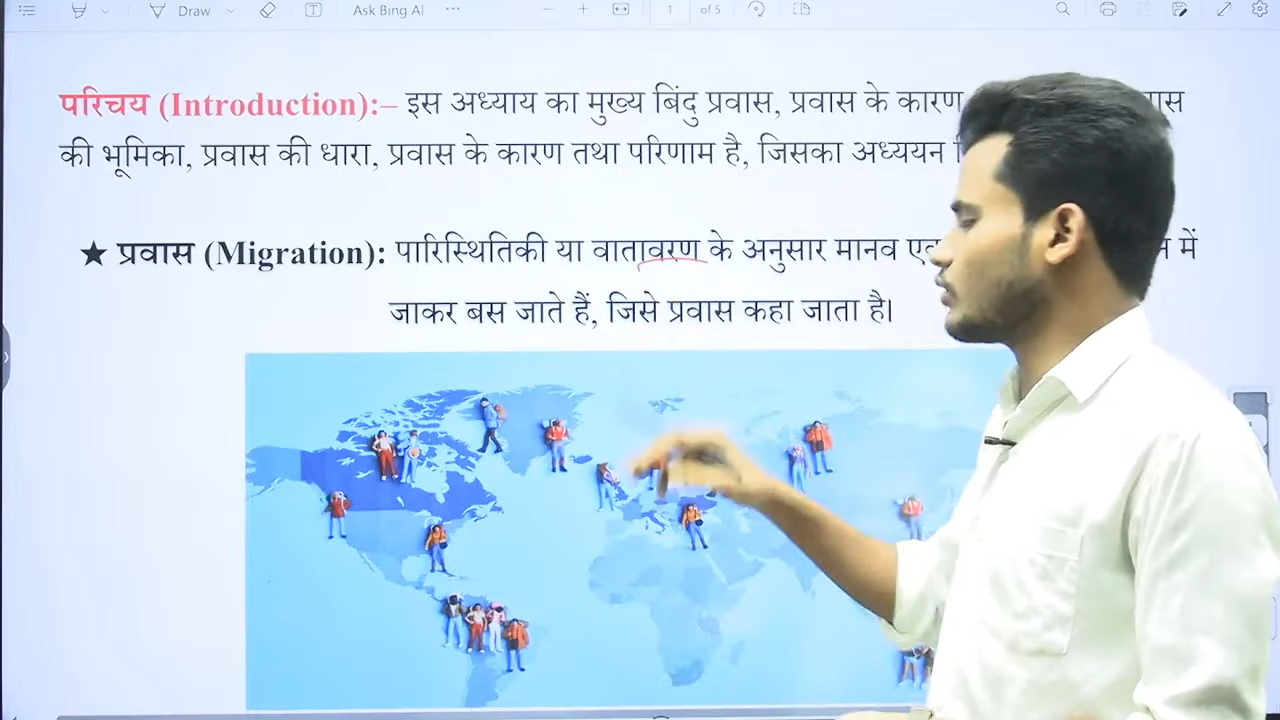 Draw Ask Bing AI 1 of 5
परिचय (Introduction):– इस अध्याय का मुख्य बिंदु प्रवास, प्रवास के कारण
की भूमिका, प्रवास की धारा, प्रवास के कारण तथा परिणाम है, जिसका अध्ययन
★ प्रवास (Migration): पारिस्थितिकी या वातावरण के अनुसार मानव में
जाकर बस जाते हैं, जिसे प्रवास कहा जाता है।